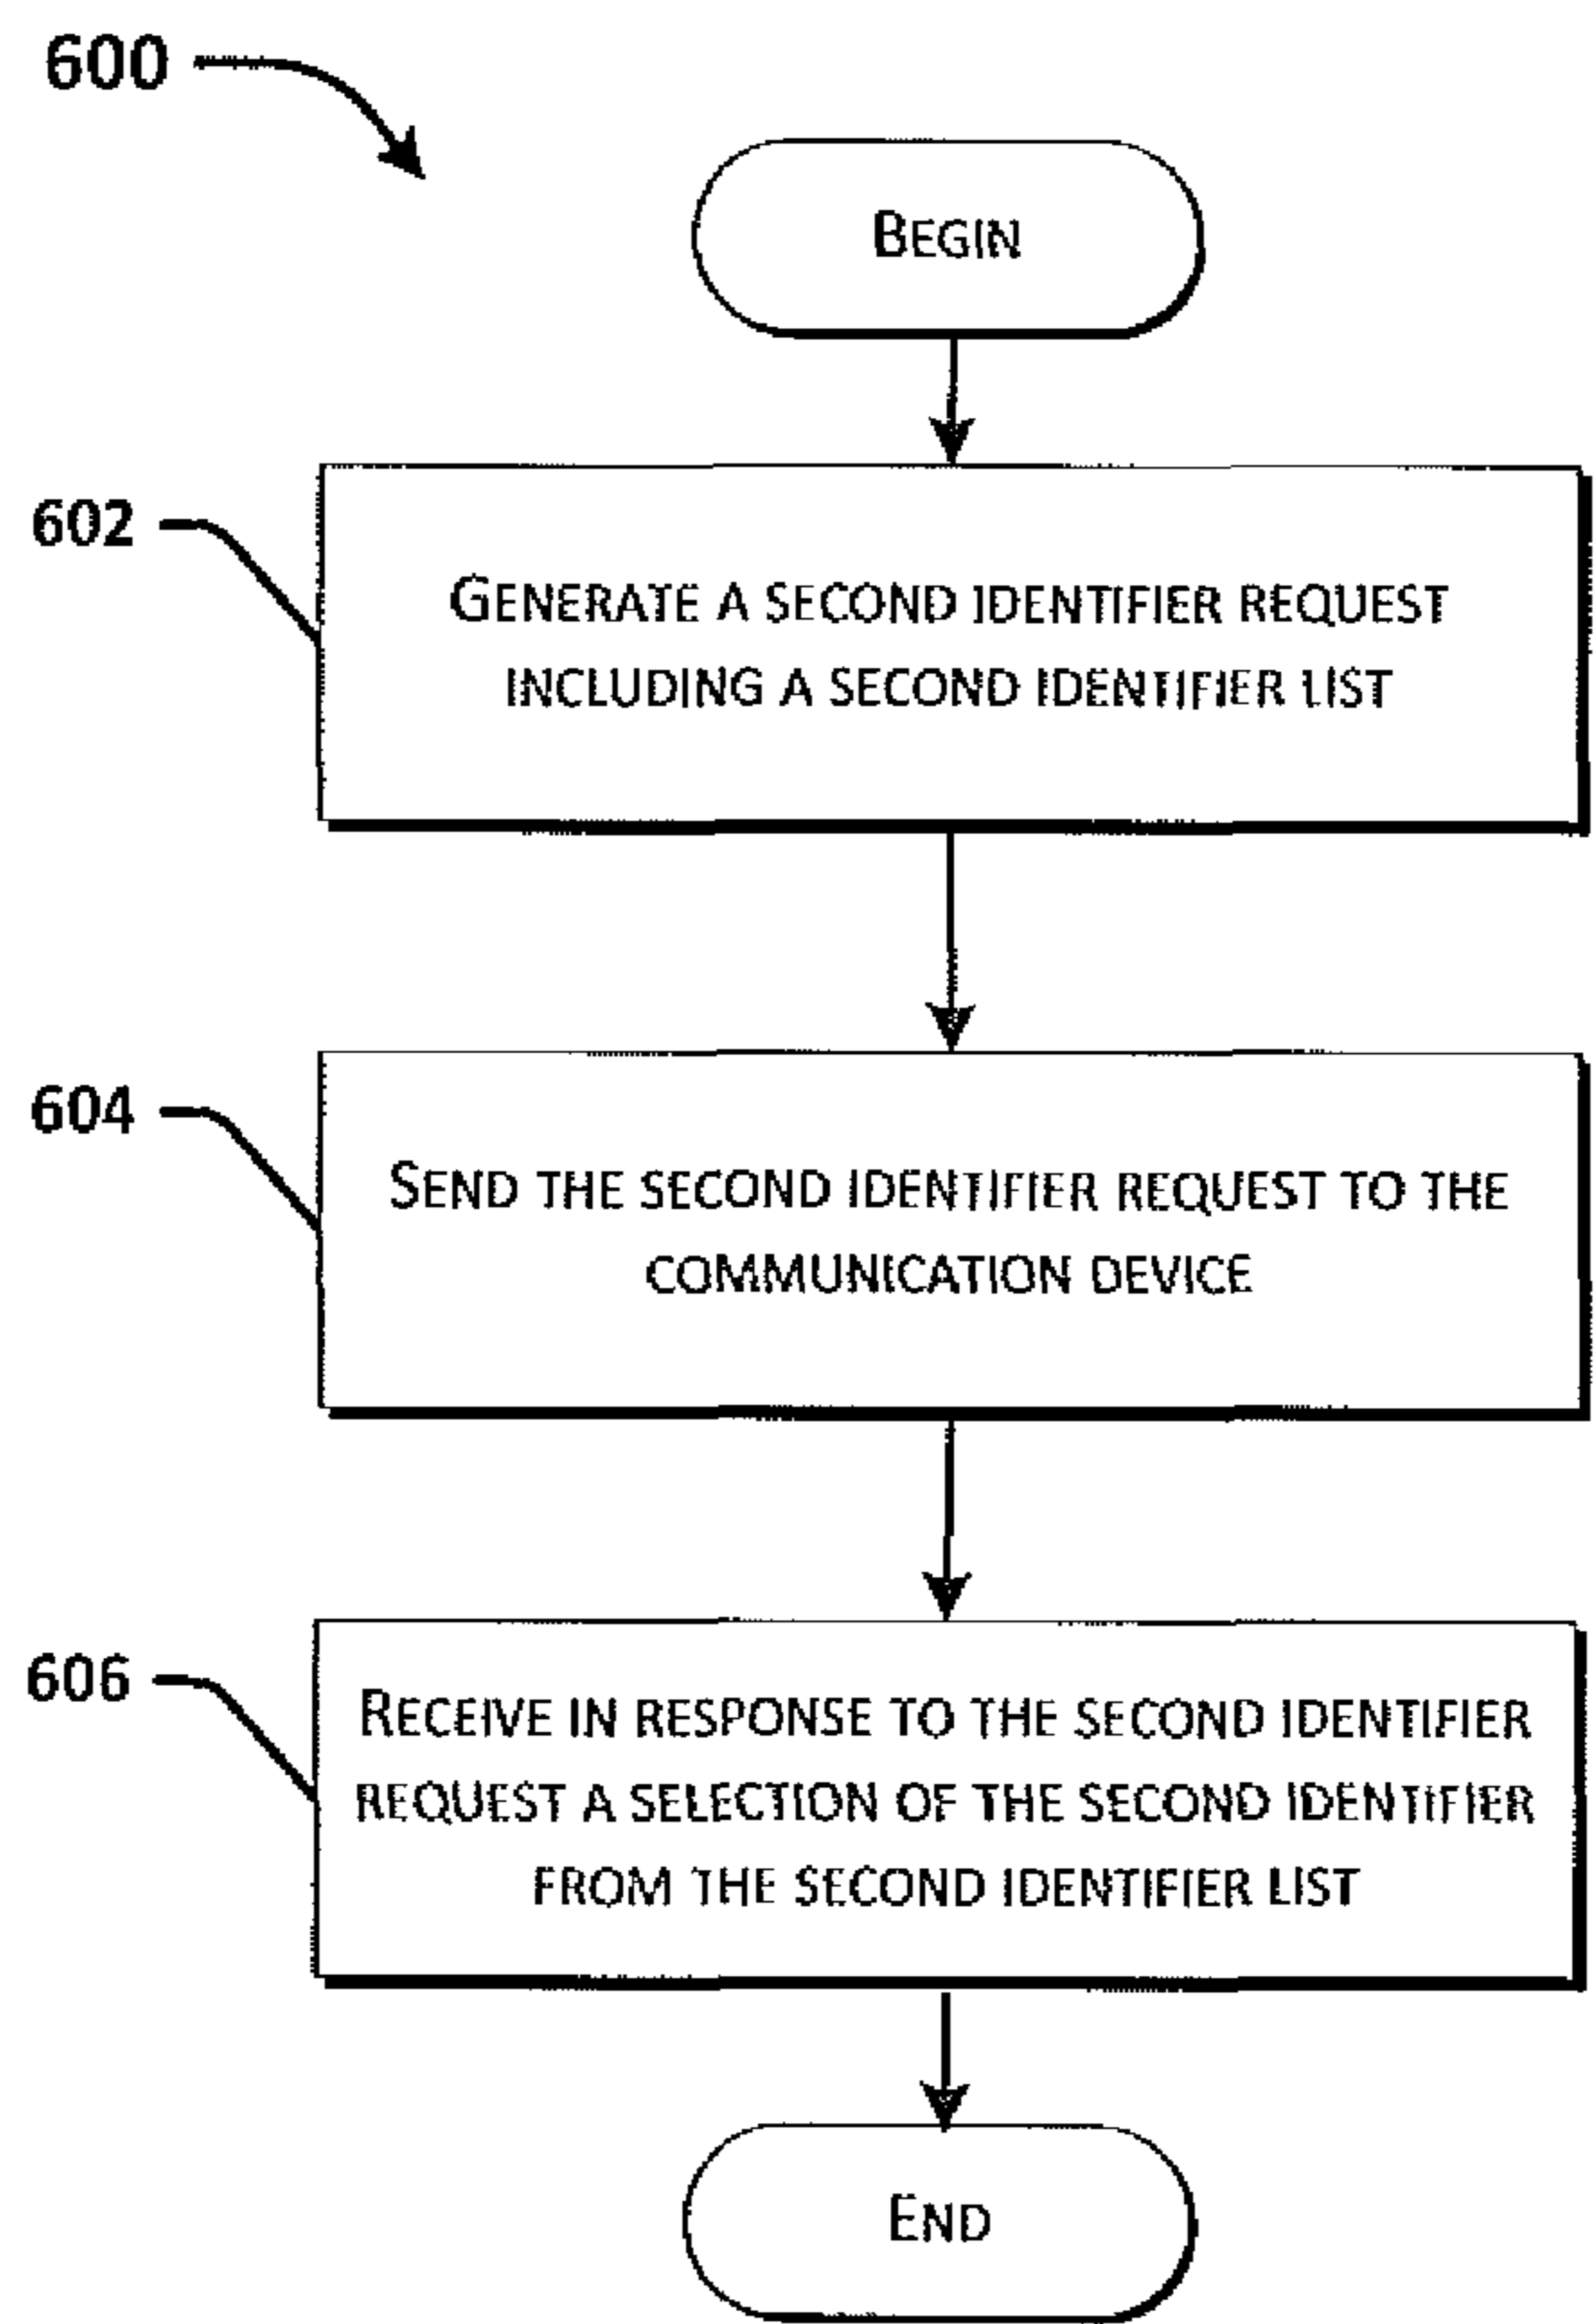 600
BEGIN
602
GENERATE A SECOND IDENTIFIER REQUEST
INCLUDING A SECOND IDENTIFIER LIST
604
SEND THE SECOND IDENTIFIER REQUEST TO THE
COMMUNICATION DEVICE
606
RECEIVE IN RESPONSE TO THE SECOND IDENTIFIER
REQUEST A SELECTION OF THE SECOND IDENTIFIER
FROM THE SECOND IDENTIFIER LIST
END